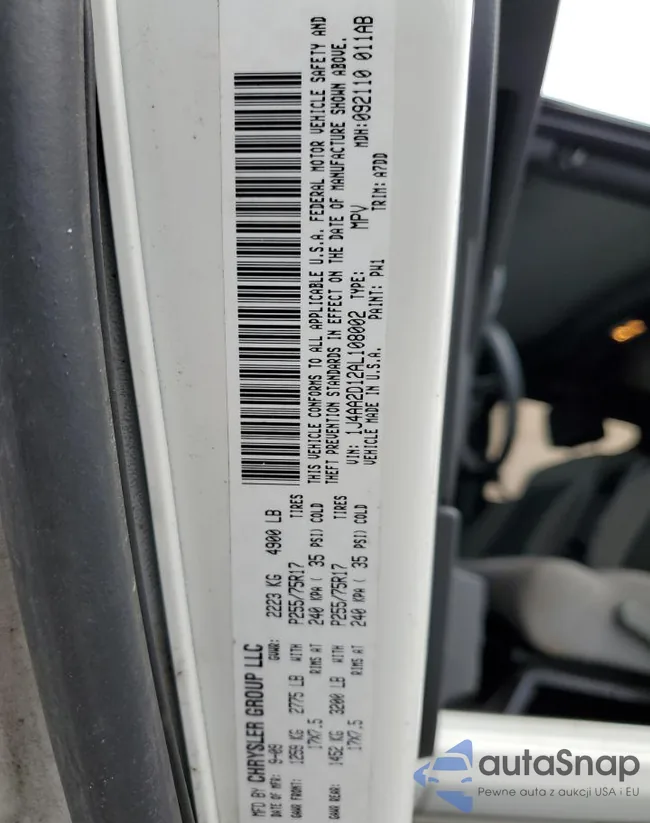 MFD BY CHRYSLER GROUP LLC
DATE OF MFR: 9-09 GVWR: 2223 KG 4900 LB
GAWR FRONT: 1259 KG 2775 LB WITH P255/75R17 TIRES
17X7.5 RIMS AT 240 KPA ( 35 PSI) COLD
GAWR REAR: 1452 KG 3200 LB WITH P255/75R17 TIRES
17X7.5 RIMS AT 240 KPA ( 35 PSI) COLD
THIS VEHICLE CONFORMS TO ALL APPLICABLE U.S.A. FEDERAL MOTOR VEHICLE SAFETY AND
THEFT PREVENTION STANDARDS IN EFFECT ON THE DATE OF MANUFACTURE SHOWN ABOVE.
VIN: 1J4AA2D12AL108002 TYPE: MPV MDH:092110 011AB
VEHICLE MADE IN U.S.A. PAINT: PW1 TRIM: A7DD
autoSnap
Pewne auta z aukcji USA i EU